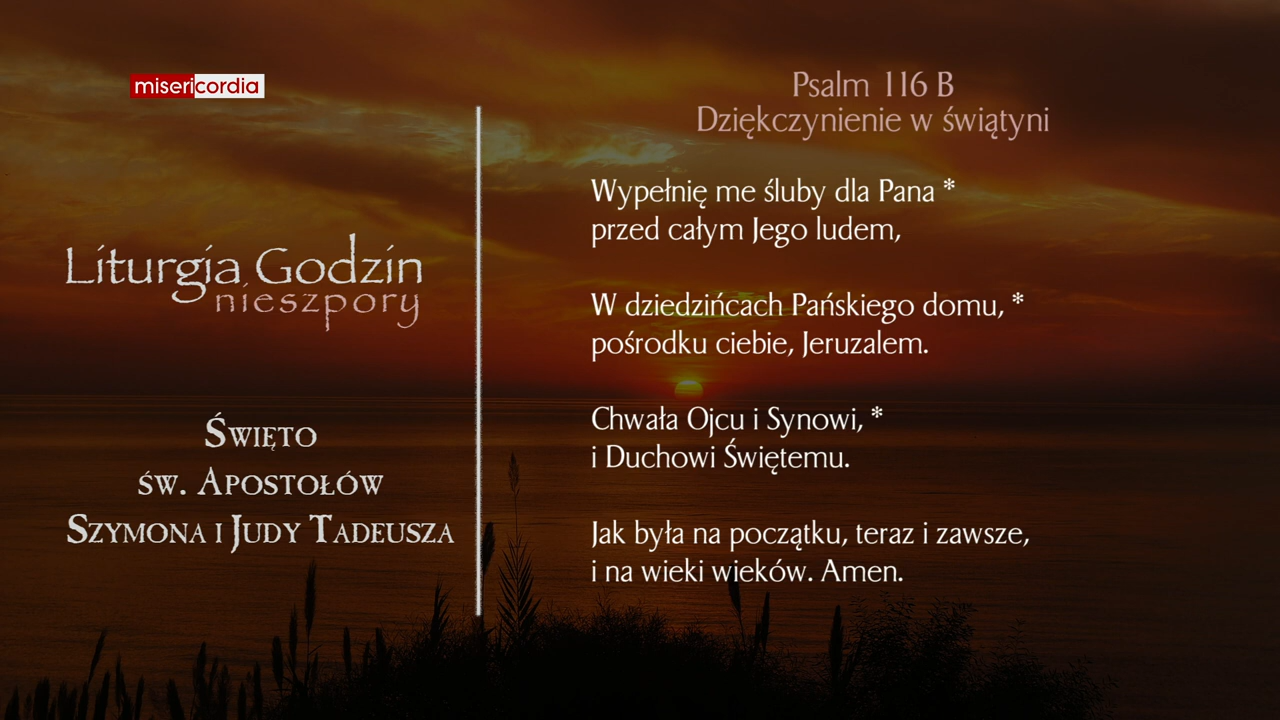 misericordia
Liturgia Godzin
nieszpory
Święto
św. Apostołów
Szymona i Judy Tadeusza
Psalm 116 B
Dziękczynienie w świątyni
Wypełnię me śluby dla Pana *
przed całym Jego ludem,
W dziedzińcach Pańskiego domu, *
pośrodku ciebie, Jeruzalem.
Chwała Ojcu i Synowi, *
i Duchowi Świętemu.
Jak była na początku, teraz i zawsze,
i na wieki wieków. Amen.